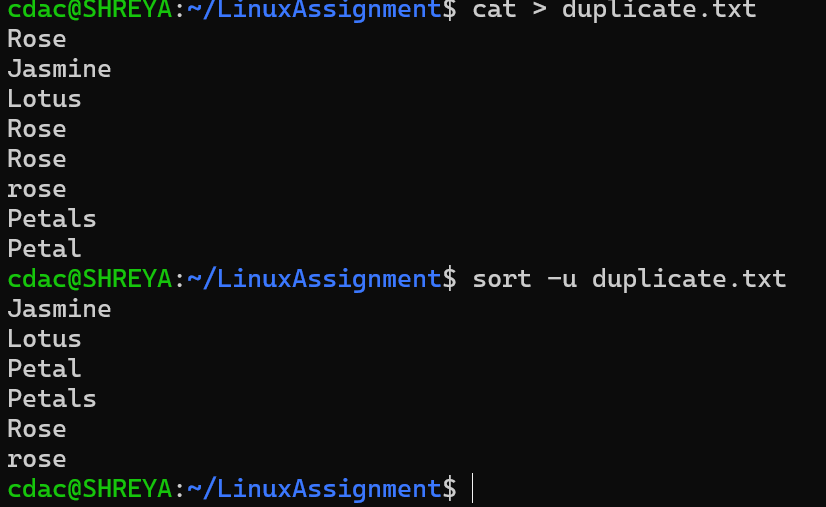 cdac@SHREYA:~/LinuxAssignment$ cat > duplicate.txt
Rose
Jasmine
Lotus
Rose
Rose
rose
Petals
Petal
cdac@SHREYA:~/LinuxAssignment$ sort -u duplicate.txt
Jasmine
Lotus
Petal
Petals
Rose
rose
cdac@SHREYA:~/LinuxAssignment$